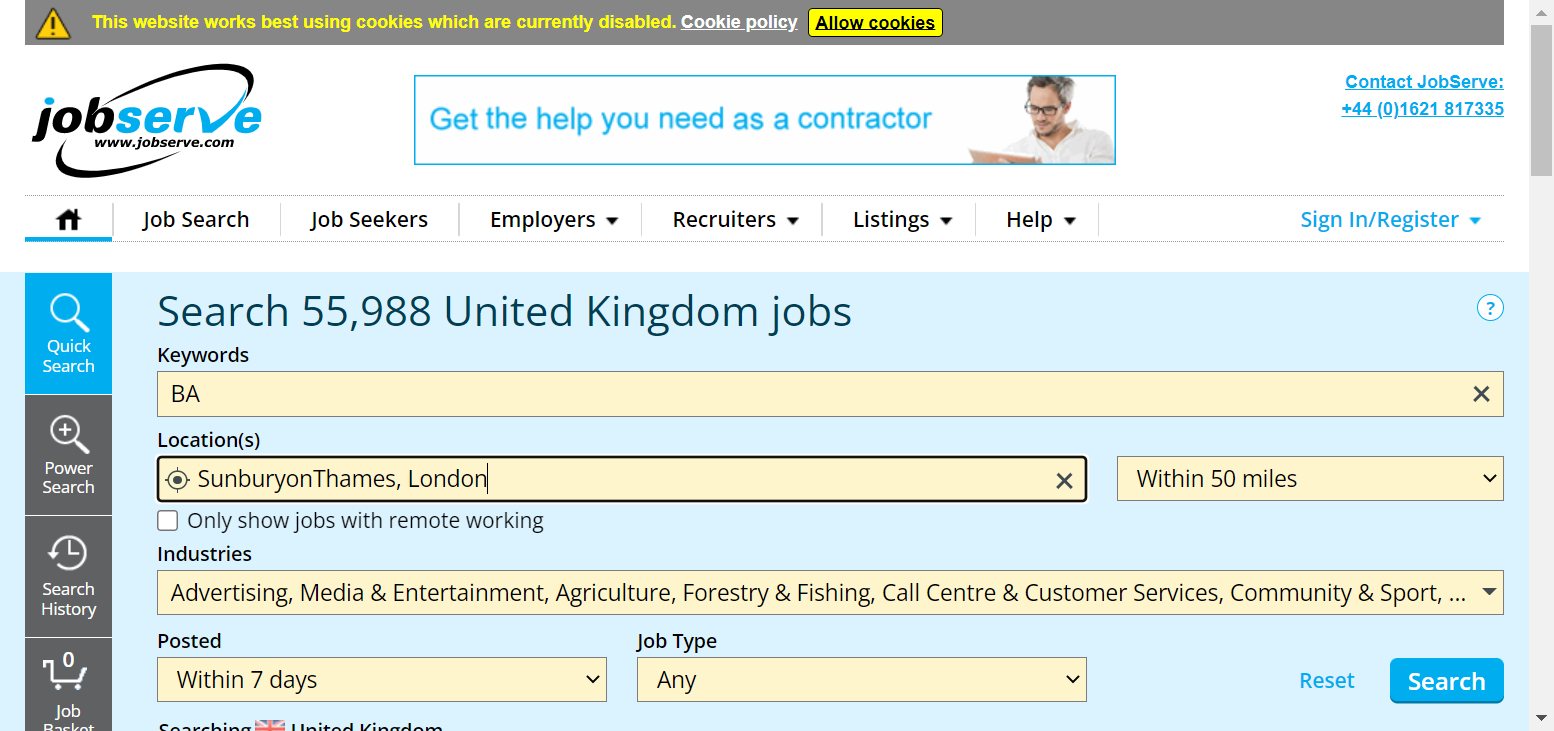 This website works best using cookies which are currently disabled. Cookie policy Allow cookies
jobserve
www.jobserve.com
Get the help you need as a contractor
Contact JobServe:
+44 (0)1621 817335
Job Search Job Seekers Employers Recruiters Listings Help Sign In/Register
Search 55,988 United Kingdom jobs
?
Quick
Search
Keywords
BA
Location(s)
SunburyonThames, London
Within 50 miles
Power
Search
Only show jobs with remote working
Industries
Advertising, Media & Entertainment, Agriculture, Forestry & Fishing, Call Centre & Customer Services, Community & Sport, ...
Search
History
Posted
Job Type
Within 7 days
Any
Reset
Search
0
Job
Basket
Searching United Kingdom